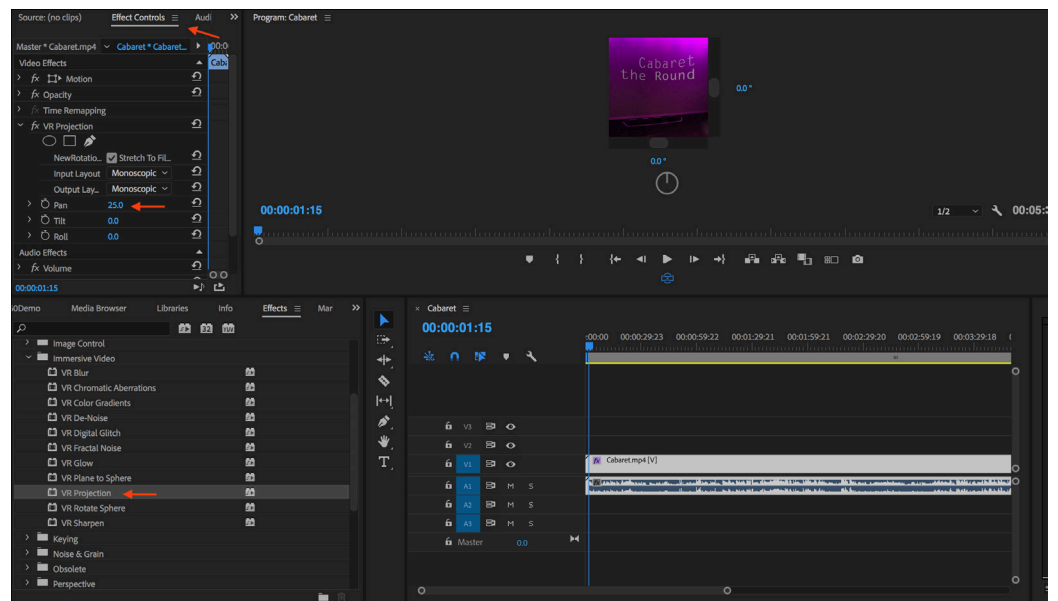 Source: (no clips) Effect Controls Audi
Program: Cabaret
Master * Cabaret.mp4 Cabaret * Cabaret...
Video Effects
fx Motion
fx Opacity
fx Time Remapping
fx VR Projection
NewRotatio... Stretch To Fil...
Input Layout Monoscopic
Output Lay... Monoscopic
Pan 25.0
Tilt 0.0
Roll 0.0
Audio Effects
fx Volume
00:00:01:15
Cabaret
the Round
0.0 °
0.0 °
00:00:01:15 1/2
Media Browser Libraries Info Effects Mar
Image Control
Immersive Video
VR Blur
VR Chromatic Aberrations
VR Color Gradients
VR De-Noise
VR Digital Glitch
VR Fractal Noise
VR Glow
VR Plane to Sphere
VR Projection
VR Rotate Sphere
VR Sharpen
Keying
Noise & Grain
Obsolete
Perspective
× Cabaret
00:00:01:15
:00:00 00:00:29:23 00:00:59:22 00:01:29:21 00:01:59:21 00:02:29:20 00:02:59:19 00:03:29:18
V3
V2
V1 fx Cabaret.mp4 [V]
A1 M S
A2 M S
A3 M S
Master 0.0